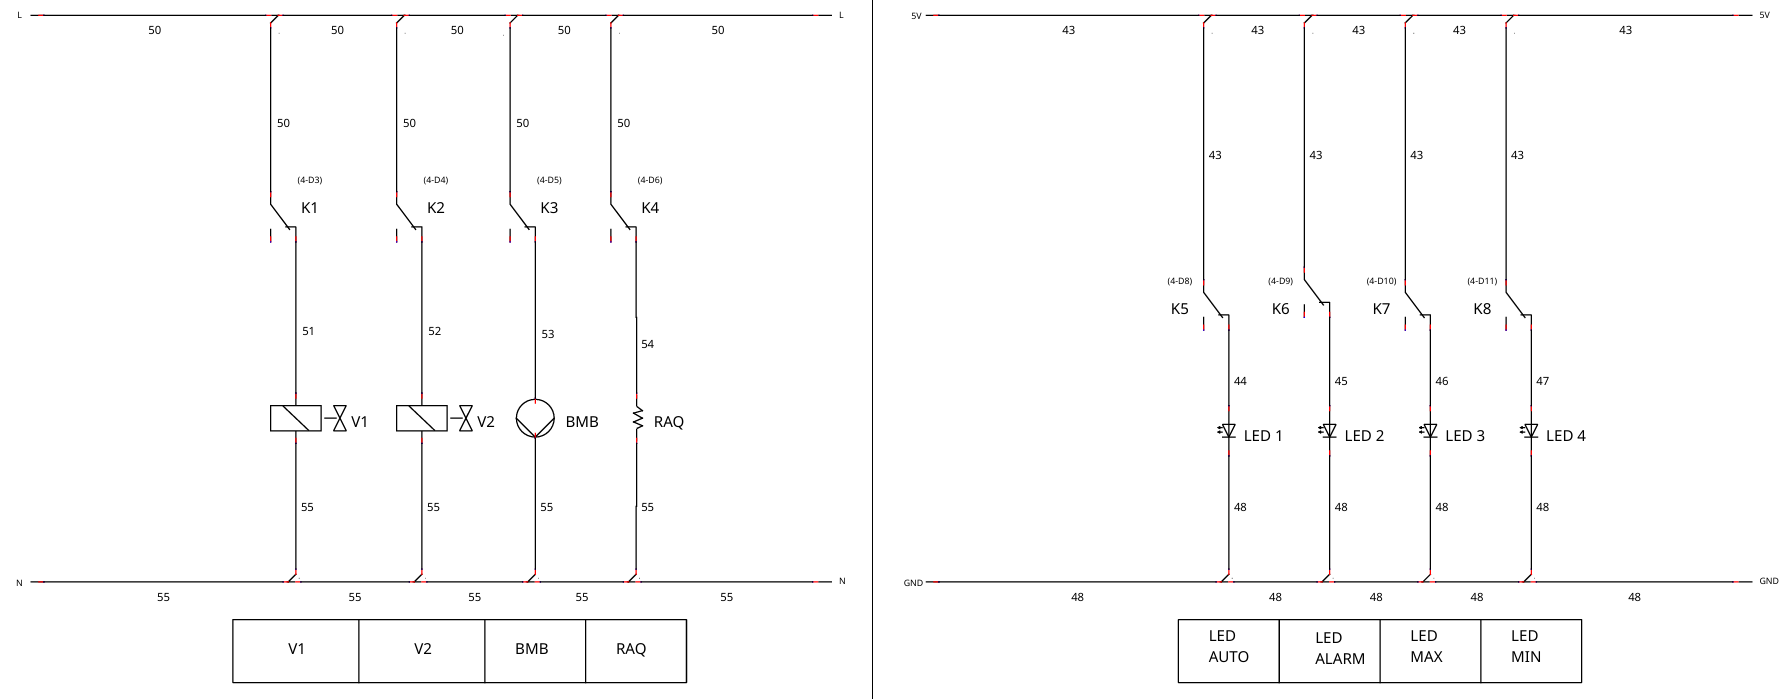 L
L
50
50
50
50
50
50
50
50
50
(4-D3)
(4-D4)
(4-D5)
(4-D6)
K1
K2
K3
K4
51
52
53
54
V1
V2
BMB
RAQ
55
55
55
55
N
N
55
55
55
55
55
V1
V2
BMB
RAQ
5V
5V
43
43
43
43
43
43
43
43
43
(4-D8)
(4-D9)
(4-D10)
(4-D11)
K5
K6
K7
K8
44
45
46
47
LED 1
LED 2
LED 3
LED 4
48
48
48
48
GND
GND
48
48
48
48
48
LED
AUTO
LED
ALARM
LED
MAX
LED
MIN